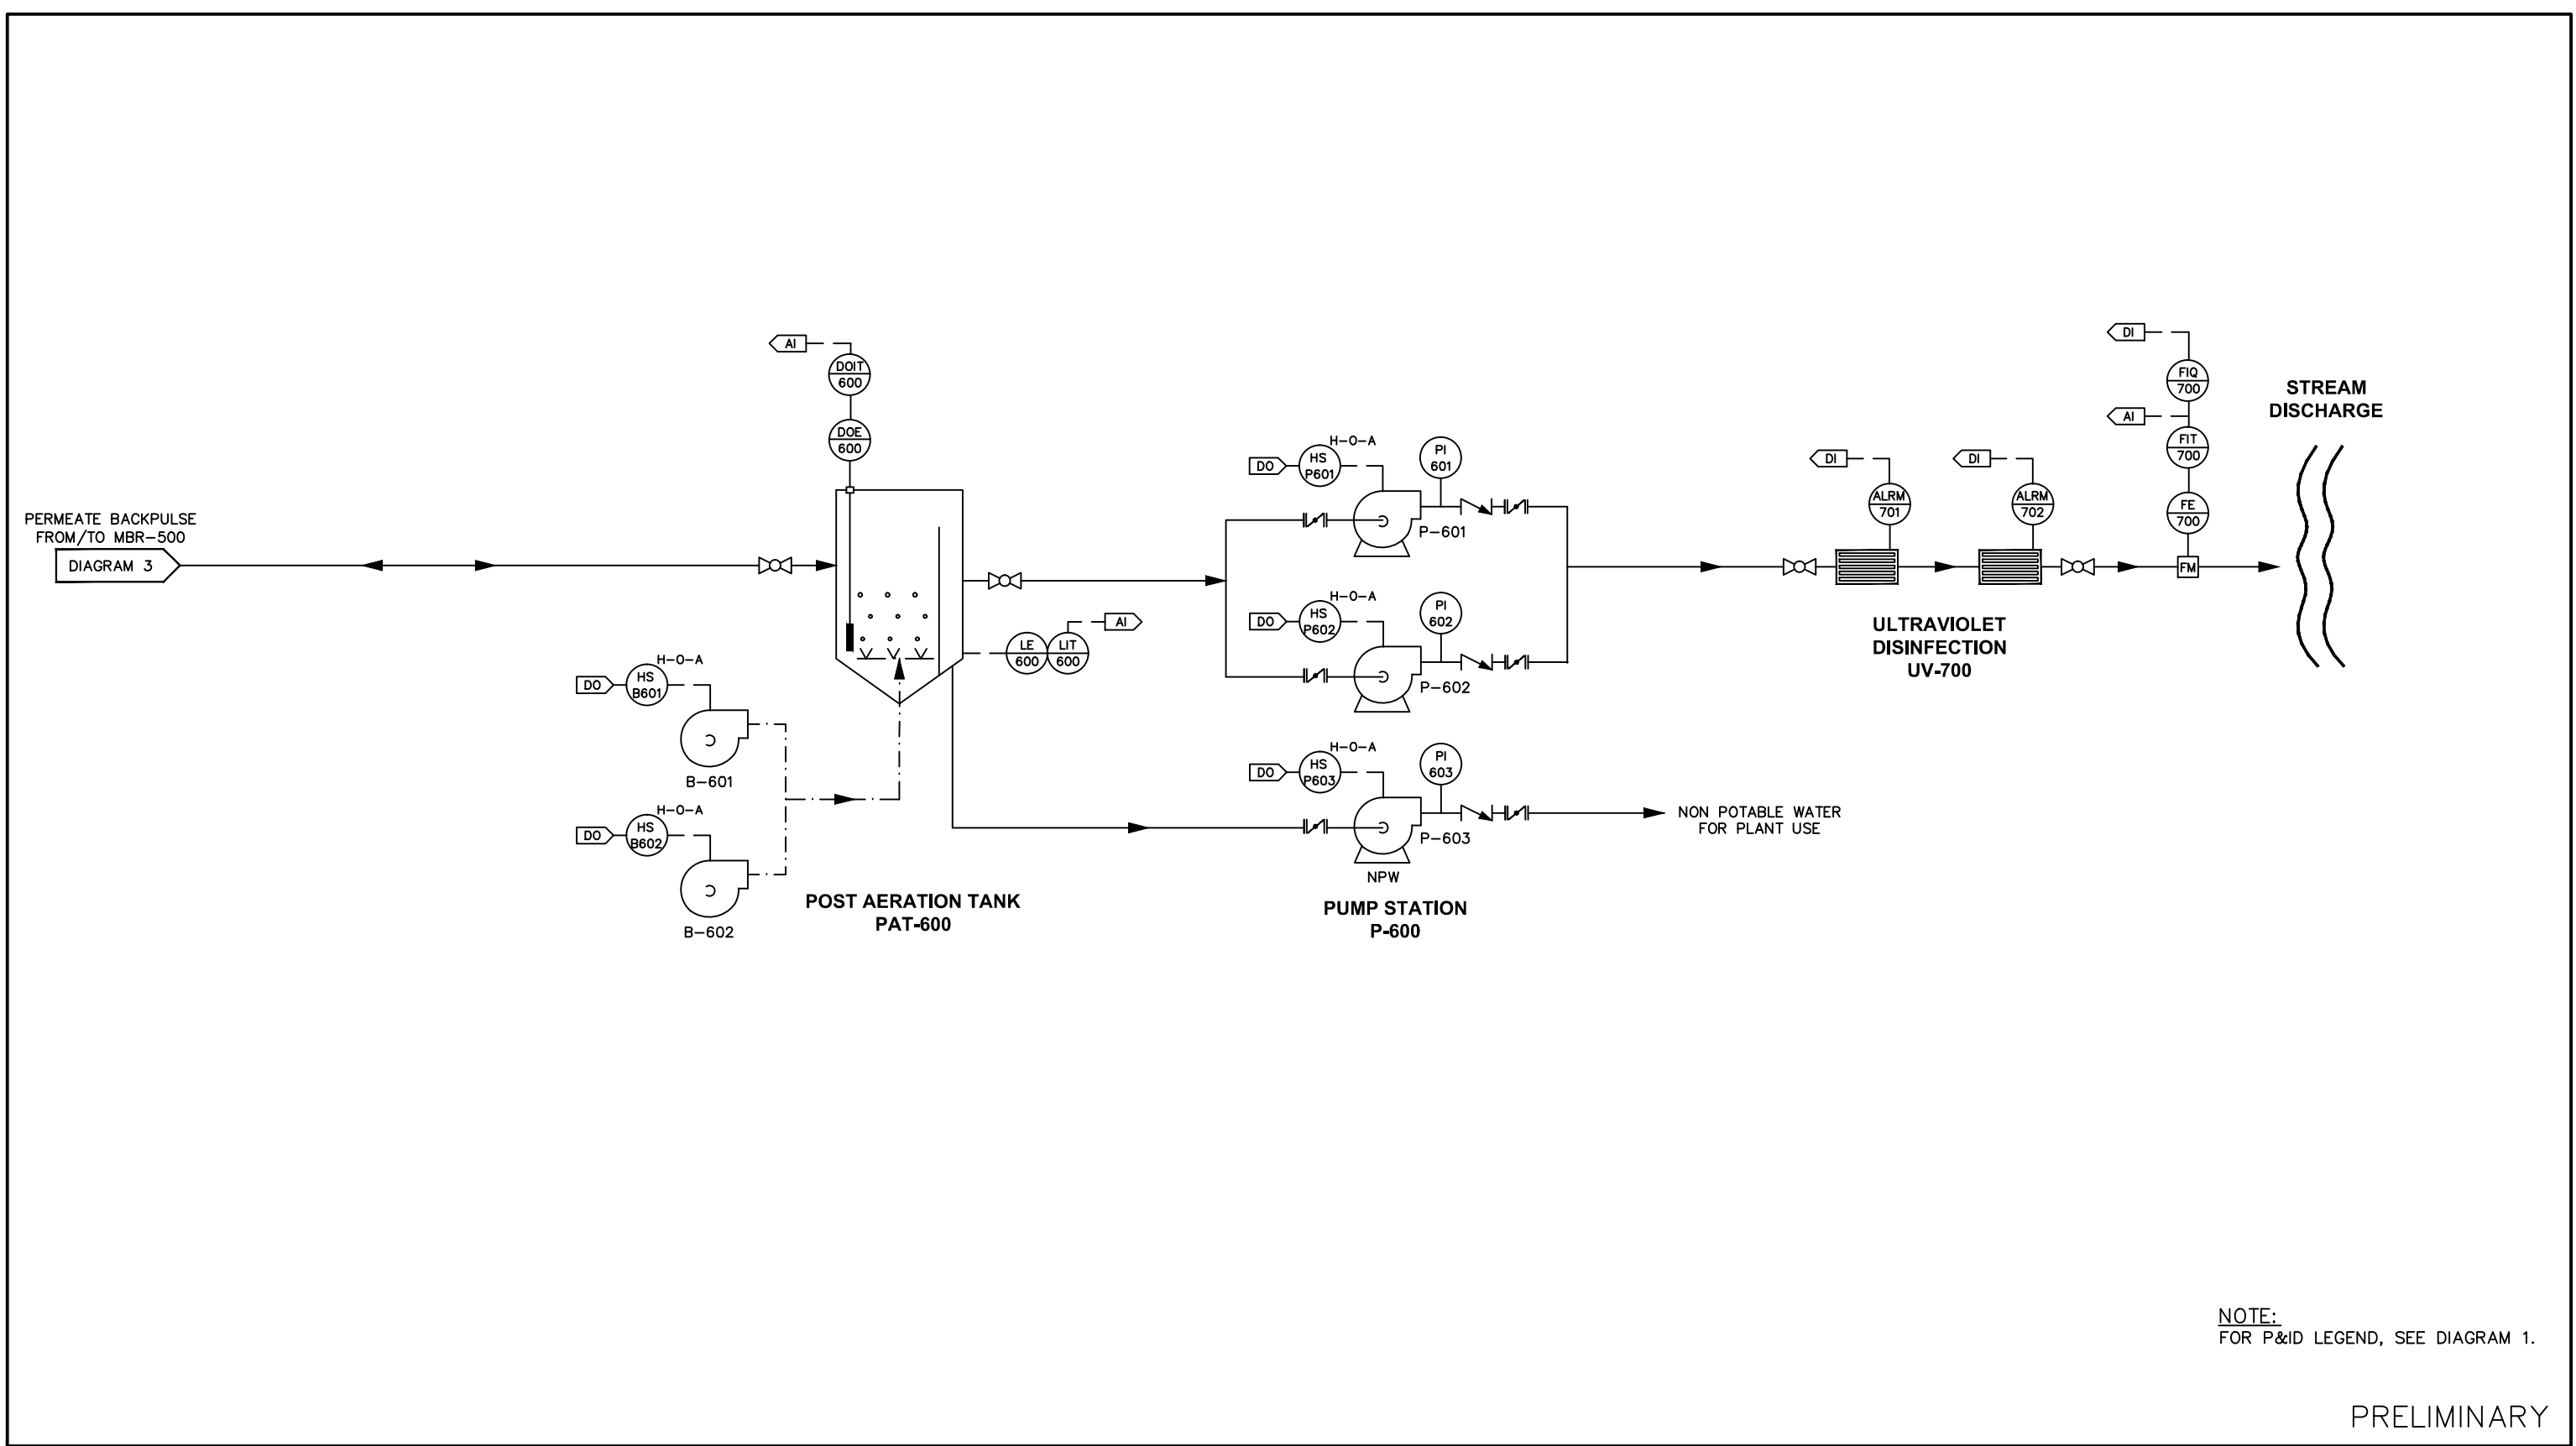 PERMEATE BACKPULSE
FROM/TO MBR-500
DIAGRAM 3
AI
DOIT
600
DOE
600
LE
600
LIT
600
AI
H-O-A
DO
HS
B601
B-601
H-O-A
DO
HS
B602
B-602
POST AERATION TANK
PAT-600
H-O-A
DO
HS
P601
PI
601
P-601
H-O-A
DO
HS
P602
PI
602
P-602
H-O-A
DO
HS
P603
PI
603
P-603
NPW
PUMP STATION
P-600
NON POTABLE WATER
FOR PLANT USE
DI
ALRM
701
DI
ALRM
702
ULTRAVIOLET
DISINFECTION
UV-700
DI
FIQ
700
AI
FIT
700
FE
700
FM
STREAM
DISCHARGE
NOTE:
FOR P&ID LEGEND, SEE DIAGRAM 1.
PRELIMINARY